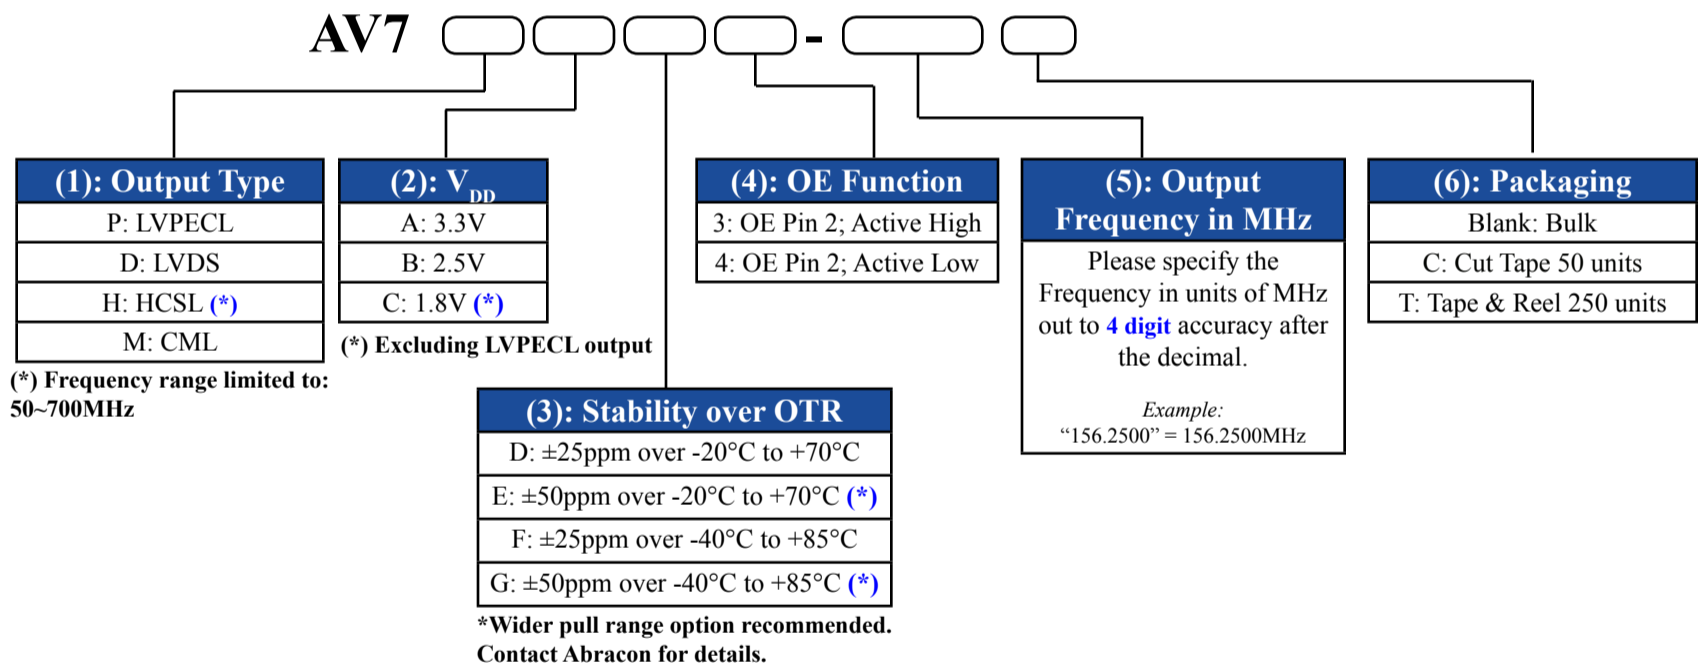 AV7 -
(1): Output Type
P: LVPECL
D: LVDS
H: HCSL (*)
M: CML
(*) Frequency range limited to:
50~700MHz
(2): VDD
A: 3.3V
B: 2.5V
C: 1.8V (*)
(*) Excluding LVPECL output
(3): Stability over OTR
D: ±25ppm over -20°C to +70°C
E: ±50ppm over -20°C to +70°C (*)
F: ±25ppm over -40°C to +85°C
G: ±50ppm over -40°C to +85°C (*)
*Wider pull range option recommended.
Contact Abracon for details.
(4): OE Function
3: OE Pin 2; Active High
4: OE Pin 2; Active Low
(5): Output
Frequency in MHz
Please specify the
Frequency in units of MHz
out to 4 digit accuracy after
the decimal.
Example:
“156.2500” = 156.2500MHz
(6): Packaging
Blank: Bulk
C: Cut Tape 50 units
T: Tape & Reel 250 units